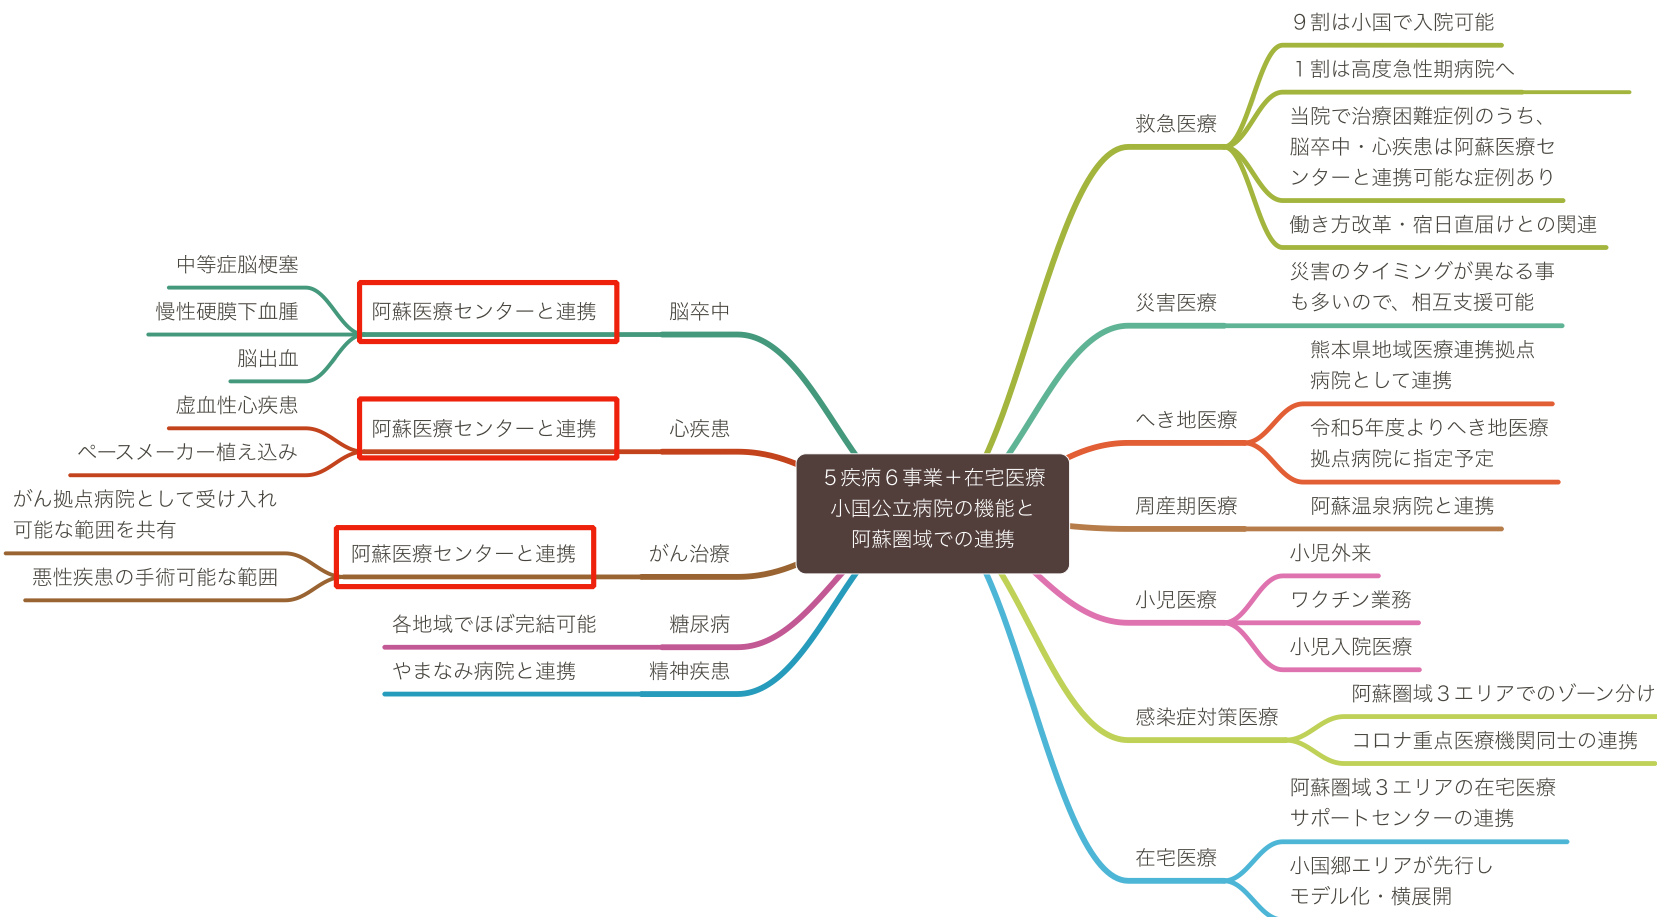 5疾病6事業＋在宅医療
小国公立病院の機能と
阿蘇圏域での連携
脳卒中
阿蘇医療センターと連携
中等症脳梗塞
慢性硬膜下血腫
脳出血
心疾患
阿蘇医療センターと連携
虚血性心疾患
ペースメーカー植え込み
がん治療
阿蘇医療センターと連携
がん拠点病院として受け入れ
可能な範囲を共有
悪性疾患の手術可能な範囲
糖尿病
各地域でほぼ完結可能
精神疾患
やまなみ病院と連携
救急医療
９割は小国で入院可能
１割は高度急性期病院へ
当院で治療困難症例のうち、
脳卒中・心疾患は阿蘇医療セ
ンターと連携可能な症例あり
働き方改革・宿日直届けとの関連
災害医療
災害のタイミングが異なる事
も多いので、相互支援可能
へき地医療
熊本県地域医療連携拠点
病院として連携
令和5年度よりへき地医療
拠点病院に指定予定
周産期医療
阿蘇温泉病院と連携
小児医療
小児外来
ワクチン業務
小児入院医療
感染症対策医療
阿蘇圏域３エリアでのゾーン分け
コロナ重点医療機関同士の連携
在宅医療
阿蘇圏域３エリアの在宅医療
サポートセンターの連携
小国郷エリアが先行し
モデル化・横展開